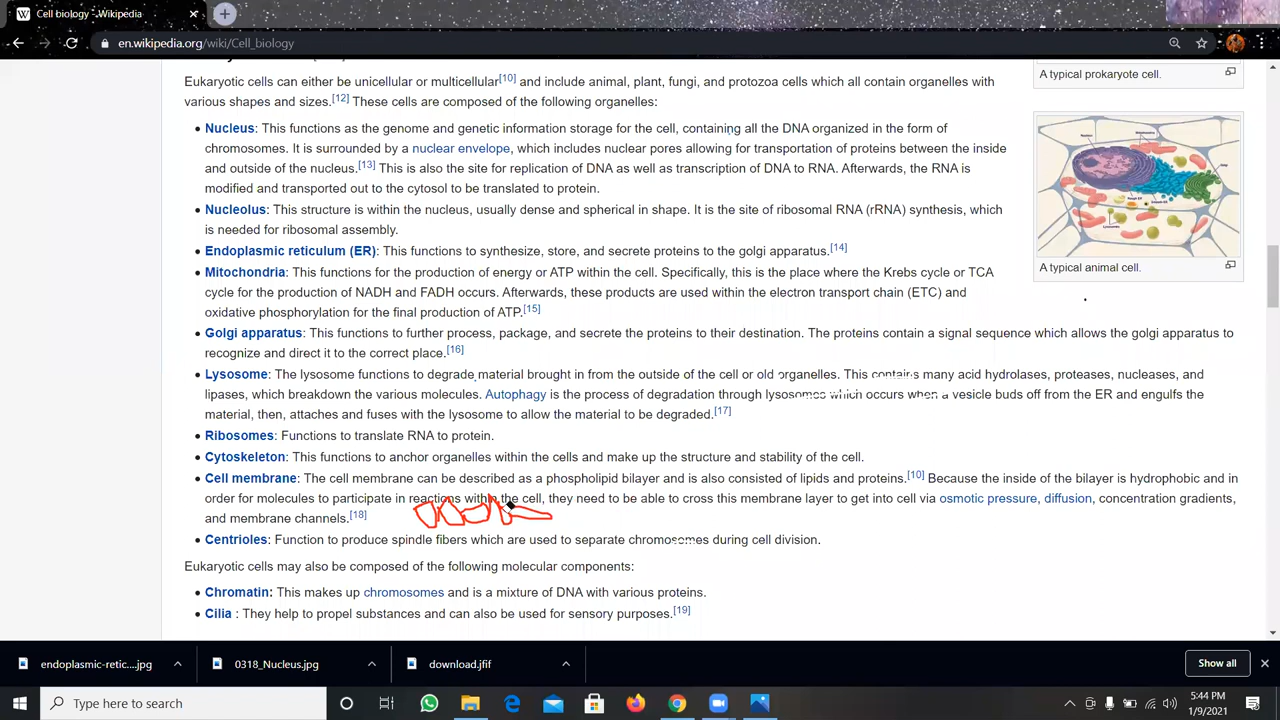 Cell biology - Wikipedia
en.wikipedia.org/wiki/Cell_biology
Eukaryotic cells can either be unicellular or multicellular[10] and include animal, plant, fungi, and protozoa cells which all contain organelles with
various shapes and sizes.[12] These cells are composed of the following organelles:
Nucleus: This functions as the genome and genetic information storage for the cell, containing all the DNA organized in the form of
chromosomes. It is surrounded by a nuclear envelope, which includes nuclear pores allowing for transportation of proteins between the inside
and outside of the nucleus.[13] This is also the site for replication of DNA as well as transcription of DNA to RNA. Afterwards, the RNA is
modified and transported out to the cytosol to be translated to protein.
Nucleolus: This structure is within the nucleus, usually dense and spherical in shape. It is the site of ribosomal RNA (rRNA) synthesis, which
is needed for ribosomal assembly.
Endoplasmic reticulum (ER): This functions to synthesize, store, and secrete proteins to the golgi apparatus.[14]
Mitochondria: This functions for the production of energy or ATP within the cell. Specifically, this is the place where the Krebs cycle or TCA
cycle for the production of NADH and FADH occurs. Afterwards, these products are used within the electron transport chain (ETC) and
oxidative phosphorylation for the final production of ATP.[15]
Golgi apparatus: This functions to further process, package, and secrete the proteins to their destination. The proteins contain a signal sequence which allows the golgi apparatus to
recognize and direct it to the correct place.[16]
Lysosome: The lysosome functions to degrade material brought in from the outside of the cell or old organelles. This contains many acid hydrolases, proteases, nucleases, and
lipases, which breakdown the various molecules. Autophagy is the process of degradation through lysosomes which occurs when a vesicle buds off from the ER and engulfs the
material, then, attaches and fuses with the lysosome to allow the material to be degraded.[17]
Ribosomes: Functions to translate RNA to protein.
Cytoskeleton: This functions to anchor organelles within the cells and make up the structure and stability of the cell.
Cell membrane: The cell membrane can be described as a phospholipid bilayer and is also consisted of lipids and proteins.[10] Because the inside of the bilayer is hydrophobic and in
order for molecules to participate in reactions within the cell, they need to be able to cross this membrane layer to get into cell via osmotic pressure, diffusion, concentration gradients,
and membrane channels.[18]
Centrioles: Function to produce spindle fibers which are used to separate chromosomes during cell division.
Eukaryotic cells may also be composed of the following molecular components:
Chromatin: This makes up chromosomes and is a mixture of DNA with various proteins.
Cilia : They help to propel substances and can also be used for sensory purposes.[19]
A typical prokaryote cell.
A typical animal cell.
endoplasmic-retic....jpg
0318_Nucleus.jpg
download.jfif
Show all
Type here to search
5:44 PM
1/9/2021